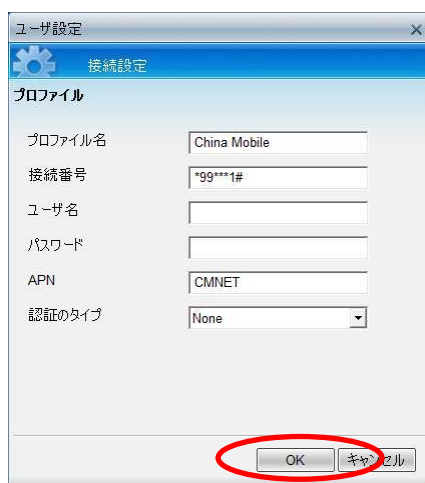 ユーザ設定
接続設定
プロファイル
プロファイル名 China Mobile
接続番号 *99***1#
ユーザ名
パスワード
APN CMNET
認証のタイプ None
OK キャンセル